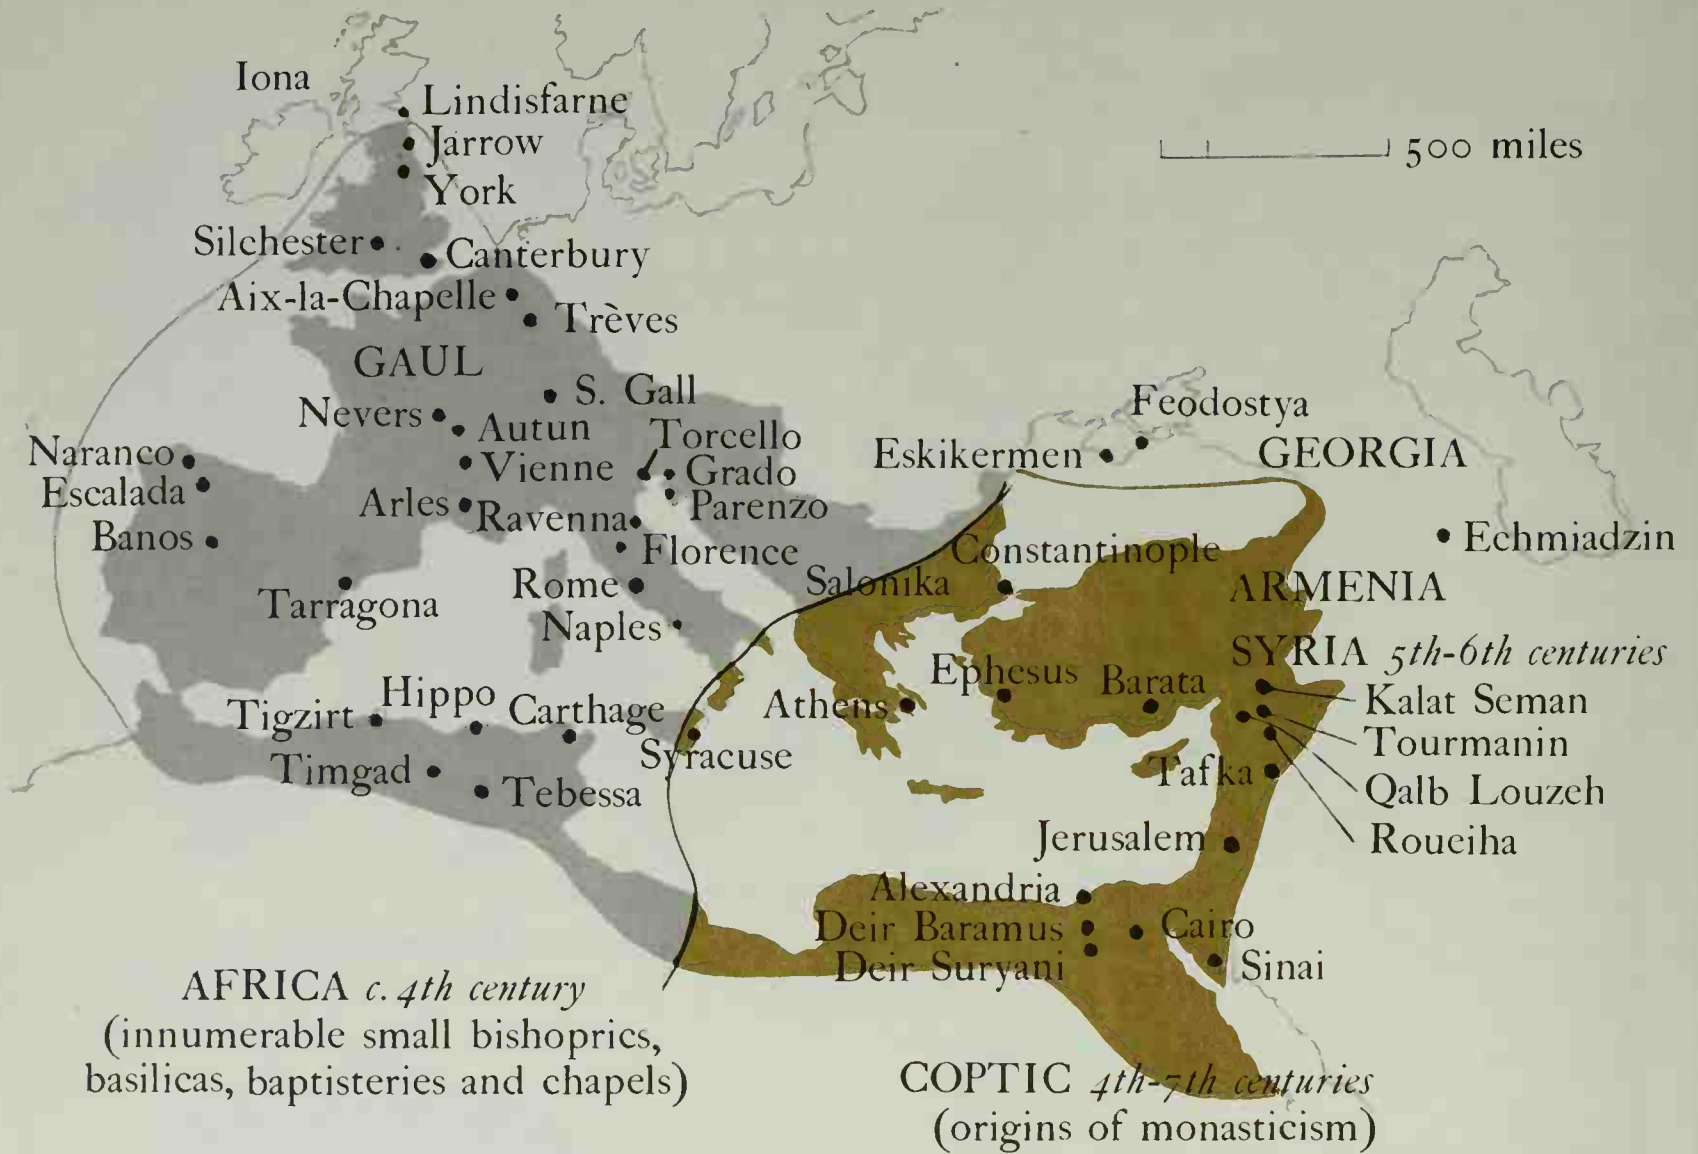 Iona
Lindisfarne
Jarrow
500 miles
York
Silchester
Canterbury
Aix-la-Chapelle
Trèves
GAUL
S. Gall
Feodostya
Nevers
Autun
Torcello
Naranco
Vienne
Grado
Eskikermen
GEORGIA
Escalada
Arles
Ravenna
Parenzo
Banos
Florence
Constantinople
Echmiadzin
Rome
Salonika
ARMENIA
Tarragona
Naples
SYRIA 5th-6th centuries
Ephesus
Barata
Kalat Seman
Tigzirt
Hippo
Carthage
Athens
Tourmanin
Syracuse
Timgad
Tafka
Tebessa
Qalb Louzeh
Jerusalem
Roueiha
Alexandria
Deir Baramus
Cairo
Deir Suryani
Sinai
AFRICA c. 4th century
(innumerable small bishoprics,
basilicas, baptisteries and chapels)
COPTIC 4th-7th centuries
(origins of monasticism)